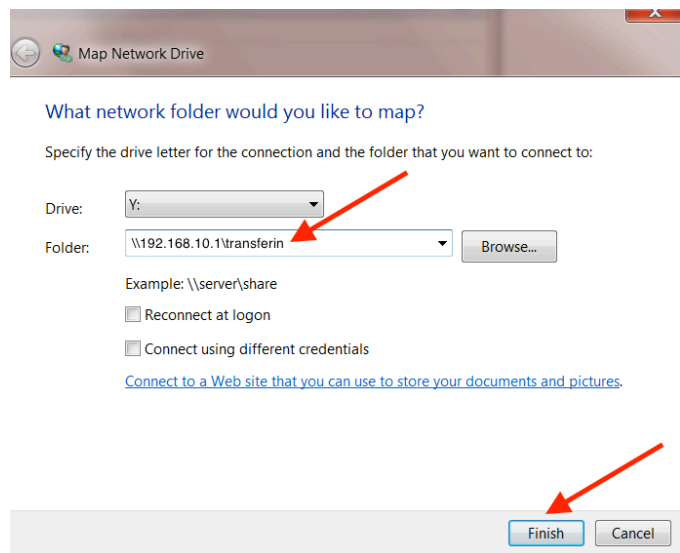 Map Network Drive
What network folder would you like to map?
Specify the drive letter for the connection and the folder that you want to connect to:
Drive: Y:
Folder: \\192.168.10.1\transferin Browse...
Example: \\server\share
Reconnect at logon
Connect using different credentials
Connect to a Web site that you can use to store your documents and pictures.
Finish Cancel